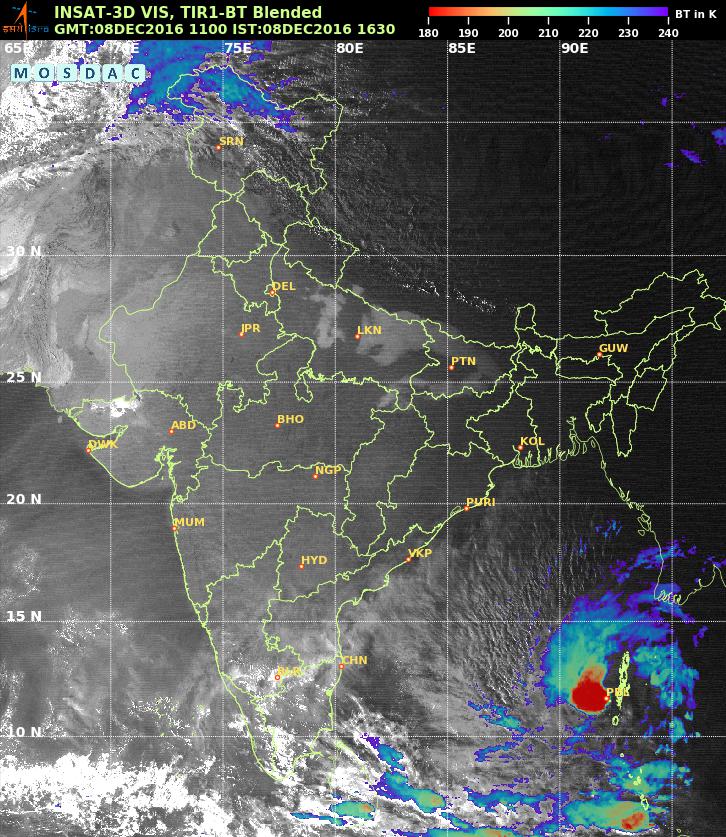 INSAT-3D VIS, TIR1-BT Blended
GMT:08DEC2016 1100 IST:08DEC2016 1630
BT in K
180 190 200 210 220 230 240
65E 70E 75E 80E 85E 90E
MOSDAC
SRN
30 N
DEL
JPR LKN
GUW
PTN
25 N
ABD BHO
DWK KOL
NGP
20 N PURI
MUM
VKP
HYD
15 N
CHN
BLR
PBL
10 N